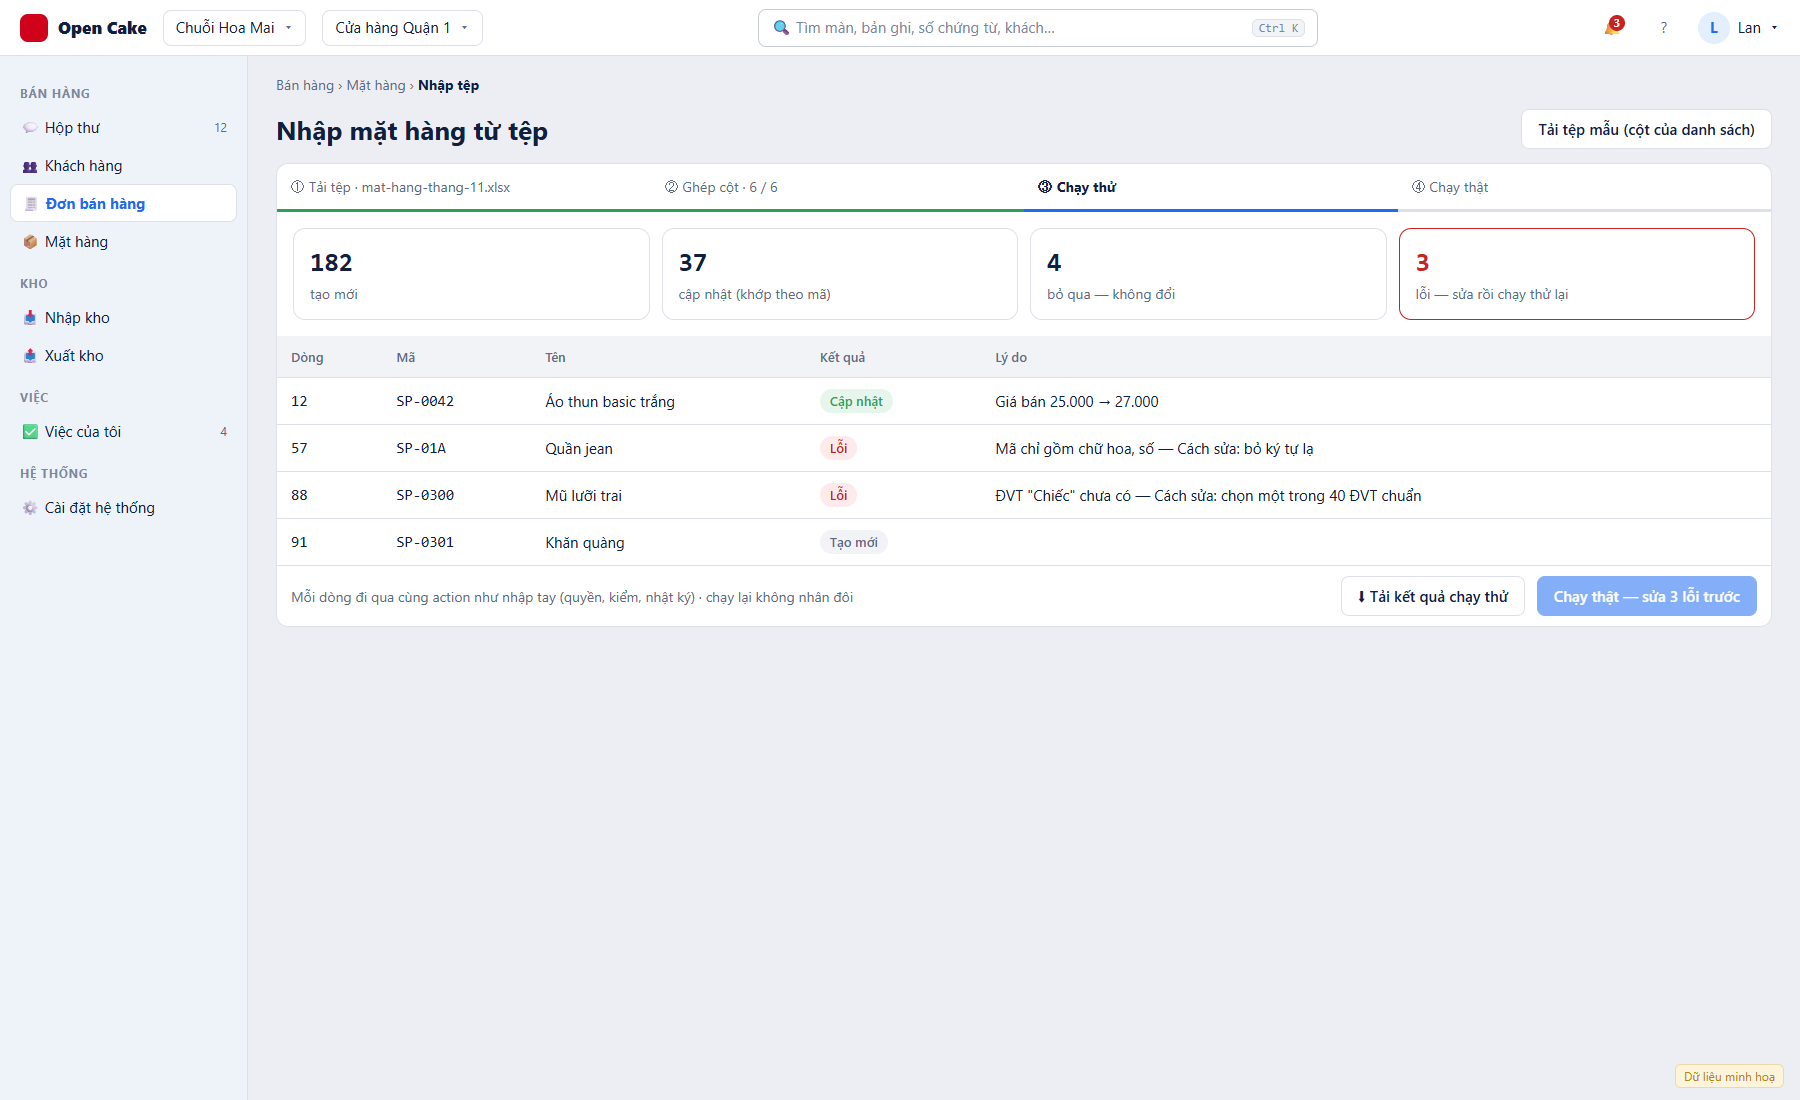 Open Cake
Chuỗi Hoa Mai
Cửa hàng Quận 1
Tìm màn, bản ghi, số chứng từ, khách...
Ctrl K
3
?
L
Lan
BÁN HÀNG
Hộp thư
12
Khách hàng
Đơn bán hàng
Mặt hàng
KHO
Nhập kho
Xuất kho
VIỆC
Việc của tôi
4
HỆ THỐNG
Cài đặt hệ thống
Bán hàng › Mặt hàng › Nhập tệp
Nhập mặt hàng từ tệp
Tải tệp mẫu (cột của danh sách)
① Tải tệp · mat-hang-thang-11.xlsx
② Ghép cột · 6 / 6
③ Chạy thử
④ Chạy thật
182
tạo mới
37
cập nhật (khớp theo mã)
4
bỏ qua — không đổi
3
lỗi — sửa rồi chạy thử lại
Dòng Mã Tên Kết quả Lý do
12 SP-0042 Áo thun basic trắng Cập nhật Giá bán 25.000 → 27.000
57 SP-01A Quần jean Lỗi Mã chỉ gồm chữ hoa, số — Cách sửa: bỏ ký tự lạ
88 SP-0300 Mũ lưỡi trai Lỗi ĐVT "Chiếc" chưa có — Cách sửa: chọn một trong 40 ĐVT chuẩn
91 SP-0301 Khăn quàng Tạo mới
Mỗi dòng đi qua cùng action như nhập tay (quyền, kiểm, nhật ký) · chạy lại không nhân đôi
⬇ Tải kết quả chạy thử
Chạy thật — sửa 3 lỗi trước
Dữ liệu minh hoạ